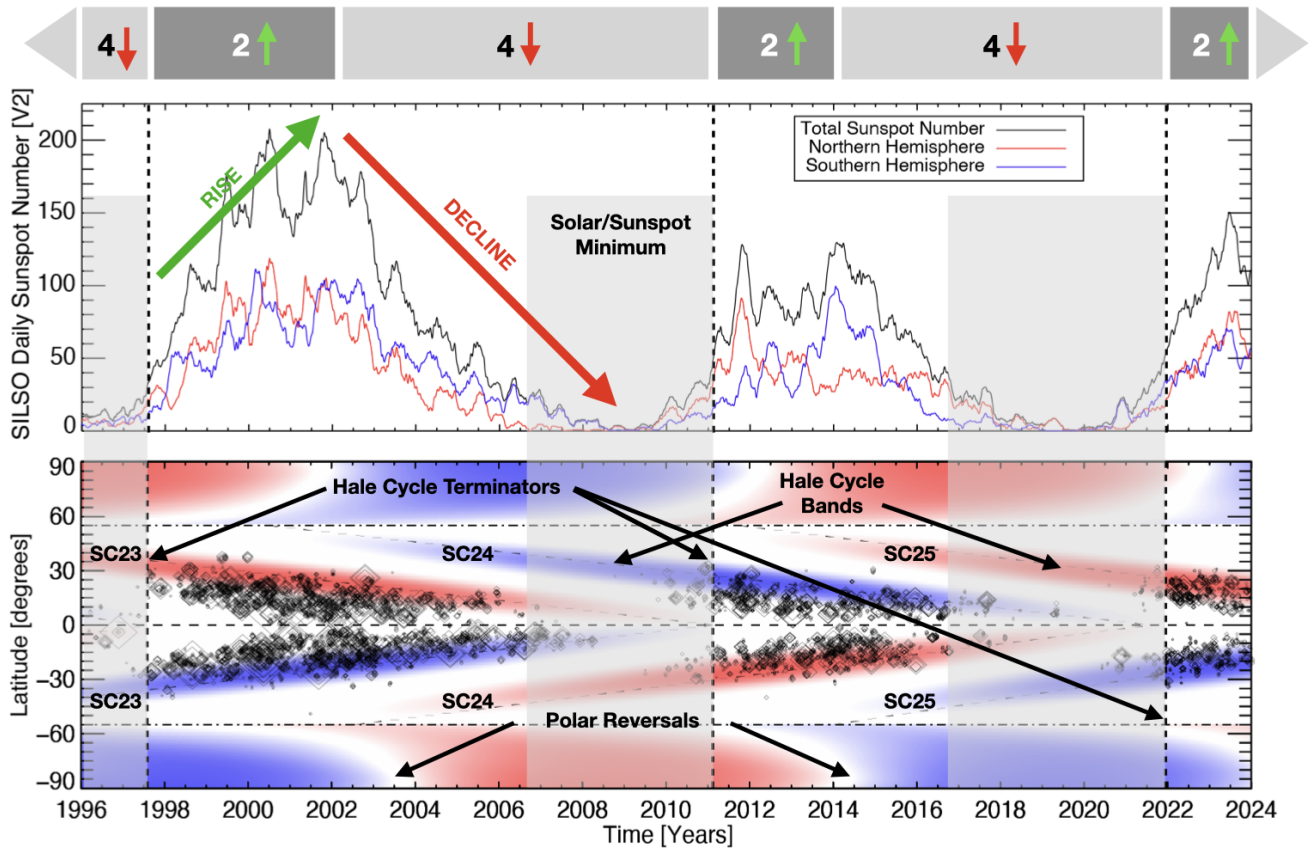 4 2 4 2 4 2
SILSO Daily Sunspot Number [V2]
200
150
100
50
0
RISE
DECLINE
Solar/Sunspot
Minimum
Total Sunspot Number
Northern Hemisphere
Southern Hemisphere
Latitude [degrees]
90
60
30
0
−30
−60
−90
Hale Cycle Terminators
Hale Cycle
Bands
SC23
SC24
SC25
SC23
SC24
SC25
Polar Reversals
1996 1998 2000 2002 2004 2006 2008 2010 2012 2014 2016 2018 2020 2022 2024
Time [Years]